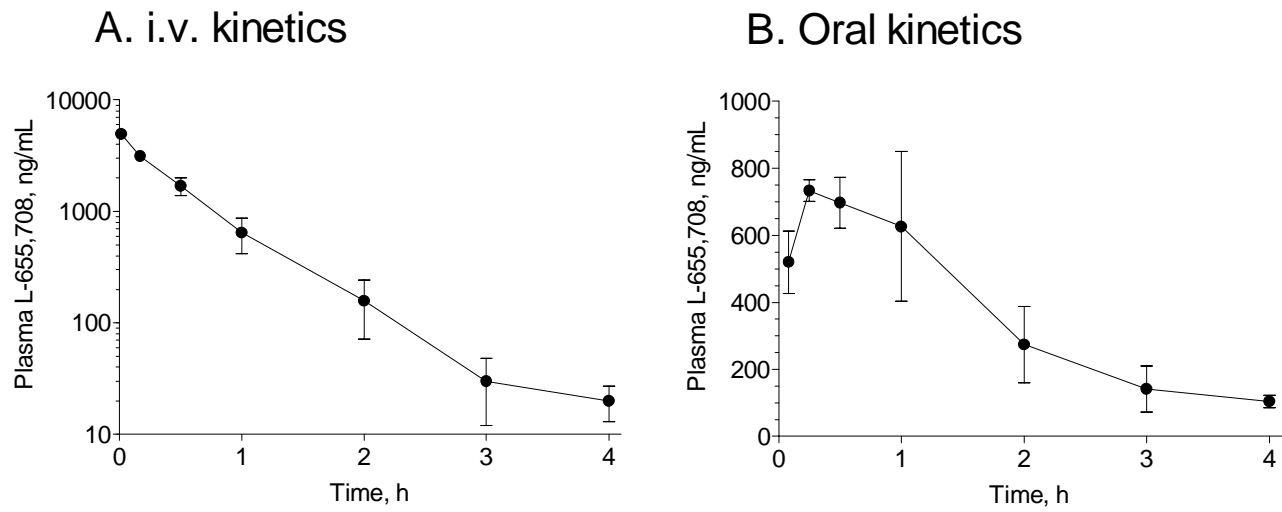 A. i.v. kinetics
Plasma L-655,708, ng/mL
10000
1000
100
10
0 1 2 3 4
Time, h
B. Oral kinetics
Plasma L-655,708, ng/mL
1000
800
600
400
200
0
0 1 2 3 4
Time, h